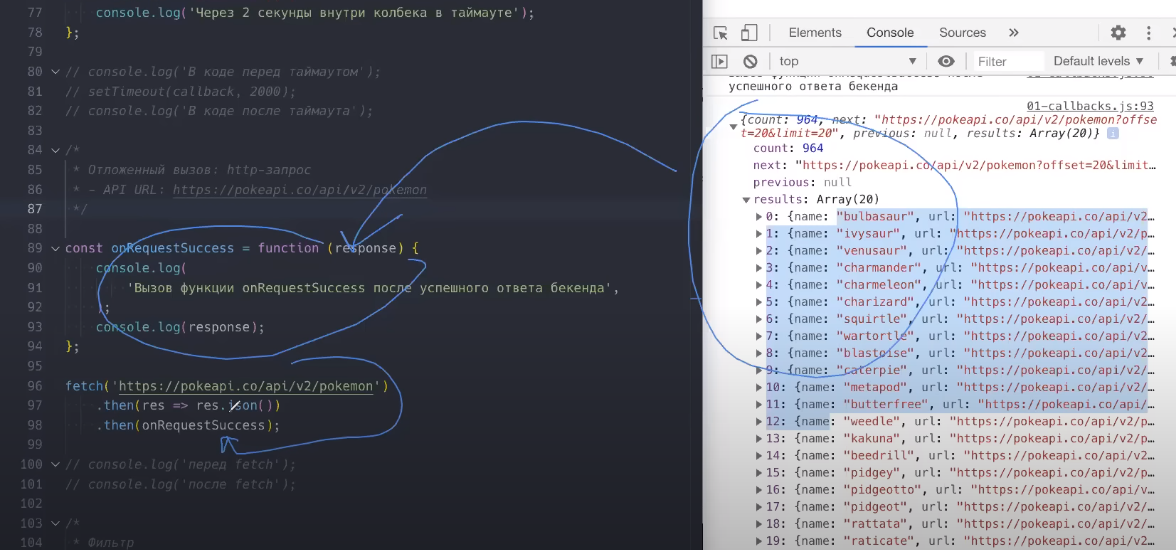 77 console.log('Через 2 секунды внутри колбека в таймауте');
78 };
79
80 // console.log('В коде перед таймаутом');
81 // setTimeout(callback, 2000);
82 // console.log('В коде после таймаута');
83
84 /*
85 * Отложенный вызов: http-запрос
86 * - API URL: https://pokeapi.co/api/v2/pokemon
87 */
88
89 const onRequestSuccess = function (response) {
90 console.log(
91 'Вызов функции onRequestSuccess после успешного ответа бекенда',
92 );
93 console.log(response);
94 };
95
96 fetch('https://pokeapi.co/api/v2/pokemon')
97 .then(res => res.json())
98 .then(onRequestSuccess);
99
100 // console.log('перед fetch');
101 // console.log('после fetch');
102
103 /*
104 * Фильтр
Elements Console Sources »
top Filter Default levels
успешного ответа бекенда
01-callbacks.js:93
{count: 964, next: "https://pokeapi.co/api/v2/pokemon?offse
t=20&limit=20", previous: null, results: Array(20)} i
count: 964
next: "https://pokeapi.co/api/v2/pokemon?offset=20&limit…
previous: null
results: Array(20)
0: {name: "bulbasaur", url: "https://pokeapi.co/api/v2…
1: {name: "ivysaur", url: "https://pokeapi.co/api/v2/p…
2: {name: "venusaur", url: "https://pokeapi.co/api/v2/…
3: {name: "charmander", url: "https://pokeapi.co/api/v…
4: {name: "charmeleon", url: "https://pokeapi.co/api/v…
5: {name: "charizard", url: "https://pokeapi.co/api/v2…
6: {name: "squirtle", url: "https://pokeapi.co/api/v2/…
7: {name: "wartortle", url: "https://pokeapi.co/api/v2…
8: {name: "blastoise", url: "https://pokeapi.co/api/v2…
9: {name: "caterpie", url: "https://pokeapi.co/api/v2/…
10: {name: "metapod", url: "https://pokeapi.co/api/v2/…
11: {name: "butterfree", url: "https://pokeapi.co/api/…
12: {name: "weedle", url: "https://pokeapi.co/api/v2/p…
13: {name: "kakuna", url: "https://pokeapi.co/api/v2/p…
14: {name: "beedrill", url: "https://pokeapi.co/api/v2…
15: {name: "pidgey", url: "https://pokeapi.co/api/v2/p…
16: {name: "pidgeotto", url: "https://pokeapi.co/api/v…
17: {name: "pidgeot", url: "https://pokeapi.co/api/v2/…
18: {name: "rattata", url: "https://pokeapi.co/api/v2/…
19: {name: "raticate", url: "https://pokeapi.co/api/v2…